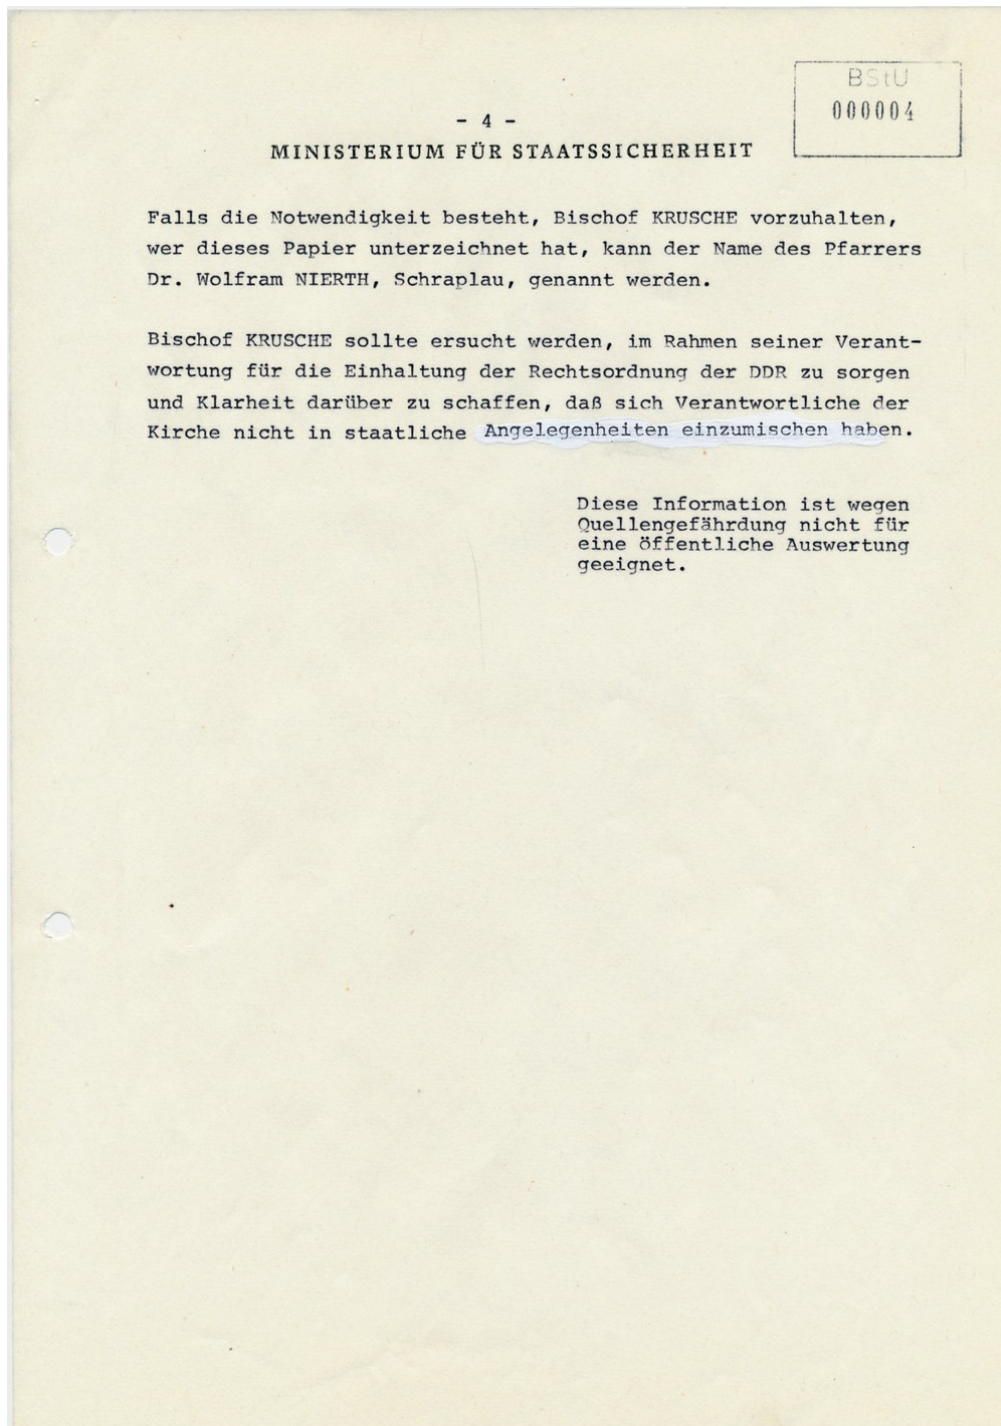 BStU
000004
- 4 -
MINISTERIUM FÜR STAATSSICHERHEIT
Falls die Notwendigkeit besteht, Bischof KRUSCHE vorzuhalten,
wer dieses Papier unterzeichnet hat, kann der Name des Pfarrers
Dr. Wolfram NIERTH, Schraplau, genannt werden.
Bischof KRUSCHE sollte ersucht werden, im Rahmen seiner Verant-
wortung für die Einhaltung der Rechtsordnung der DDR zu sorgen
und Klarheit darüber zu schaffen, daß sich Verantwortliche der
Kirche nicht in staatliche Angelegenheiten einzumischen haben.
Diese Information ist wegen
Quellengefährdung nicht für
eine öffentliche Auswertung
geeignet.